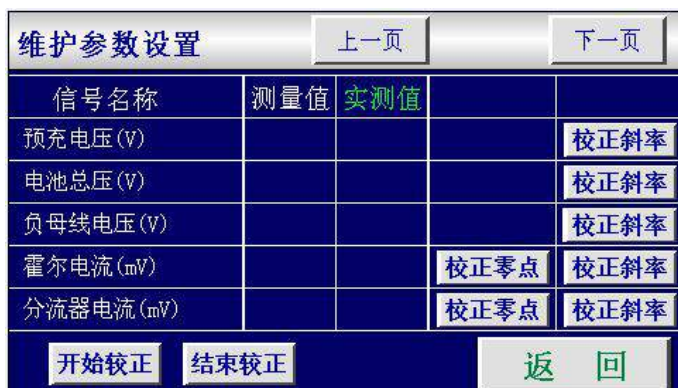 维护参数设置 上一页 下一页
信号名称 测量值 实测值
预充电压(V) 校正斜率
电池总压(V) 校正斜率
负母线电压(V) 校正斜率
霍尔电流(mV) 校正零点 校正斜率
分流器电流(mV) 校正零点 校正斜率
开始较正 结束较正 返 回